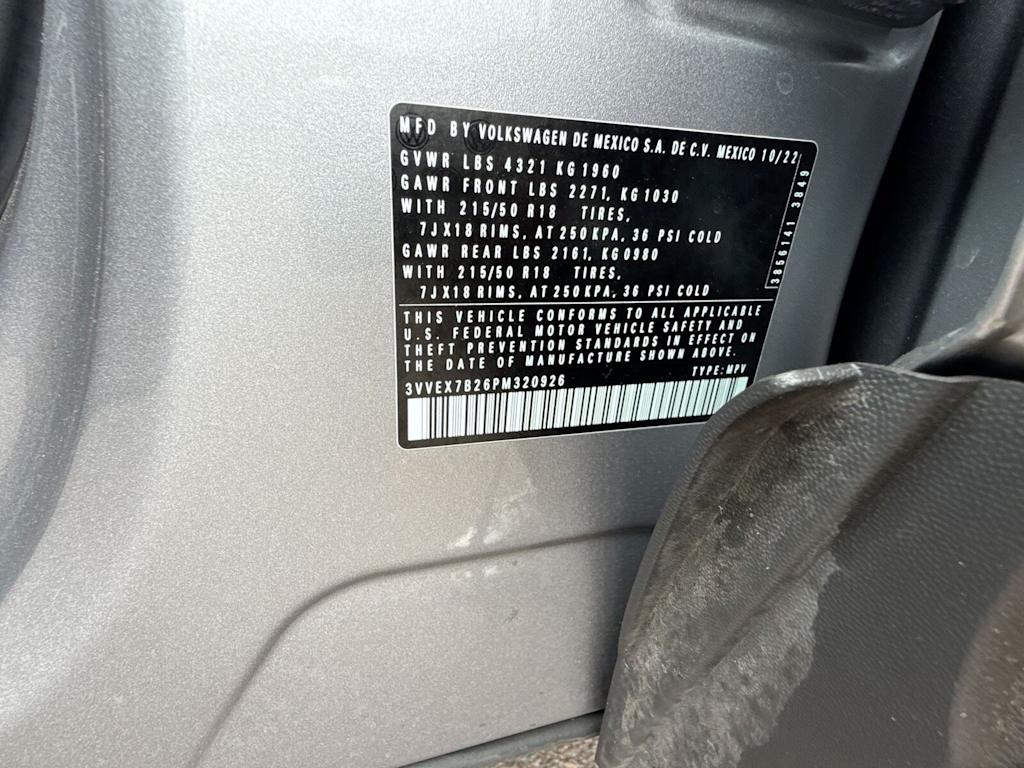 MFD BY VOLKSWAGEN DE MEXICO S.A. DE C.V. MEXICO 10/22
GVWR LBS 4321 KG 1960
GAWR FRONT LBS 2271, KG 1030
WITH 215/50 R18 TIRES,
7JX18 RIMS, AT 250 KPA, 36 PSI COLD
GAWR REAR LBS 2161, KG 0980
WITH 215/50 R18 TIRES,
7JX18 RIMS, AT 250 KPA, 36 PSI COLD
3856141 3849
THIS VEHICLE CONFORMS TO ALL APPLICABLE
U.S. FEDERAL MOTOR VEHICLE SAFETY AND
THEFT PREVENTION STANDARDS IN EFFECT ON
THE DATE OF MANUFACTURE SHOWN ABOVE.
TYPE: MPV
3VVEX7B26PM320926